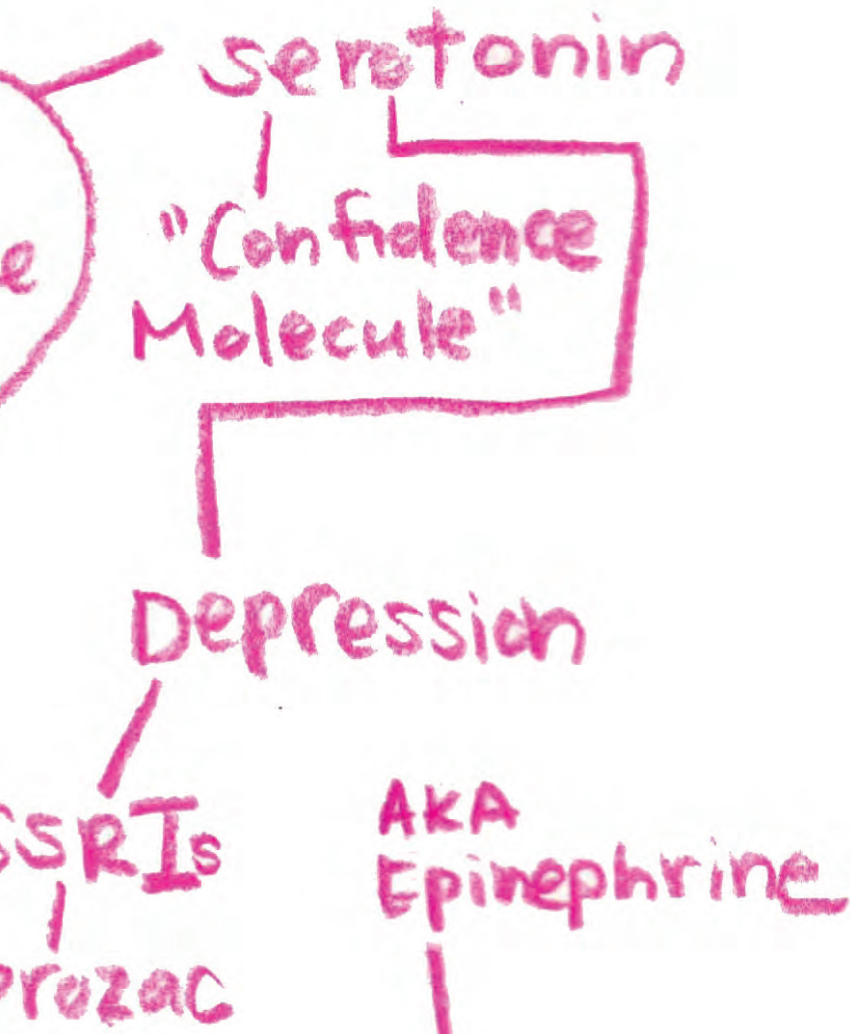 serotonin
"Confidence
Molecule"
e
Depression
SSRIs
Prozac
AKA
Epinephrine